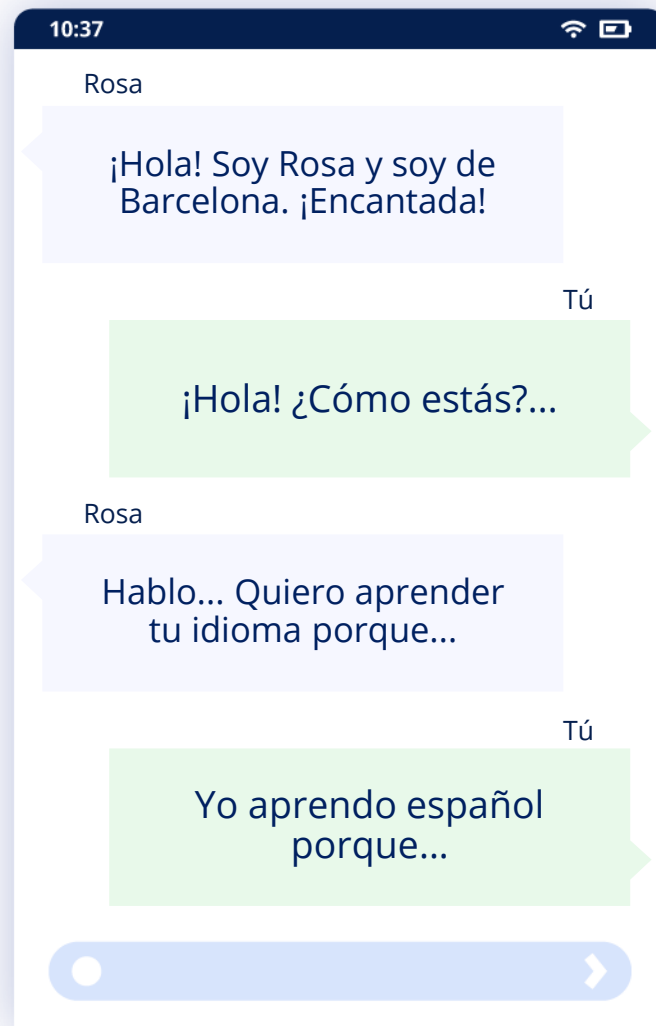 10:37
Rosa
¡Hola! Soy Rosa y soy de
Barcelona. ¡Encantada!
Tú
¡Hola! ¿Cómo estás?...
Rosa
Hablo... Quiero aprender
tu idioma porque...
Tú
Yo aprendo español
porque...